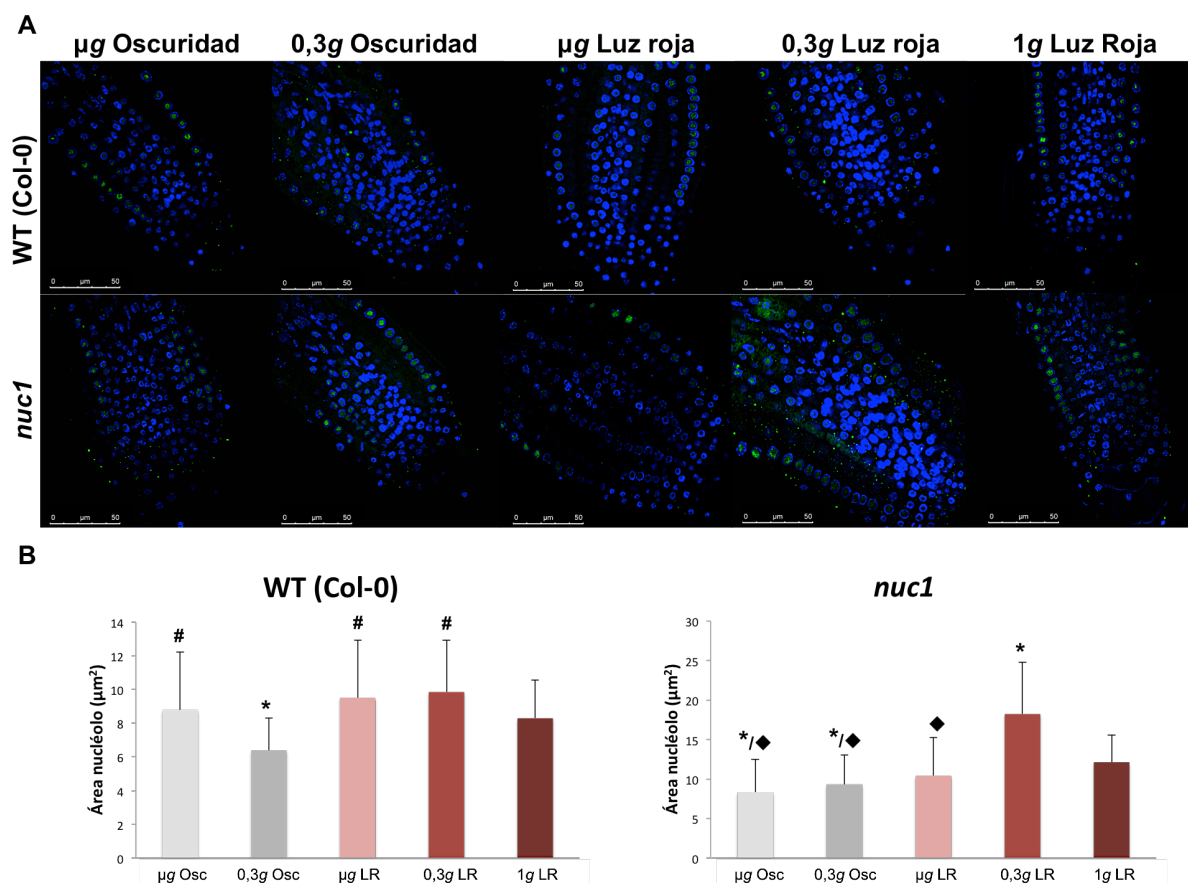 A
µg Oscuridad 0,3g Oscuridad µg Luz roja 0,3g Luz roja 1g Luz Roja
WT (Col-0)
0 µm 50 0 µm 50 0 µm 50 0 µm 50 0 µm 50
nuc1
0 µm 50 0 µm 50 0 µm 50 0 µm 50 0 µm 50
B
WT (Col-0)
Área nucléolo (µm²)
14
12
10
8
6
4
2
0
# * # #
µg Osc 0,3g Osc µg LR 0,3g LR 1g LR
nuc1
Área nucléolo (µm²)
30
25
20
15
10
5
0
*/◆ */◆ ◆ *
µg Osc 0,3g Osc µg LR 0,3g LR 1g LR